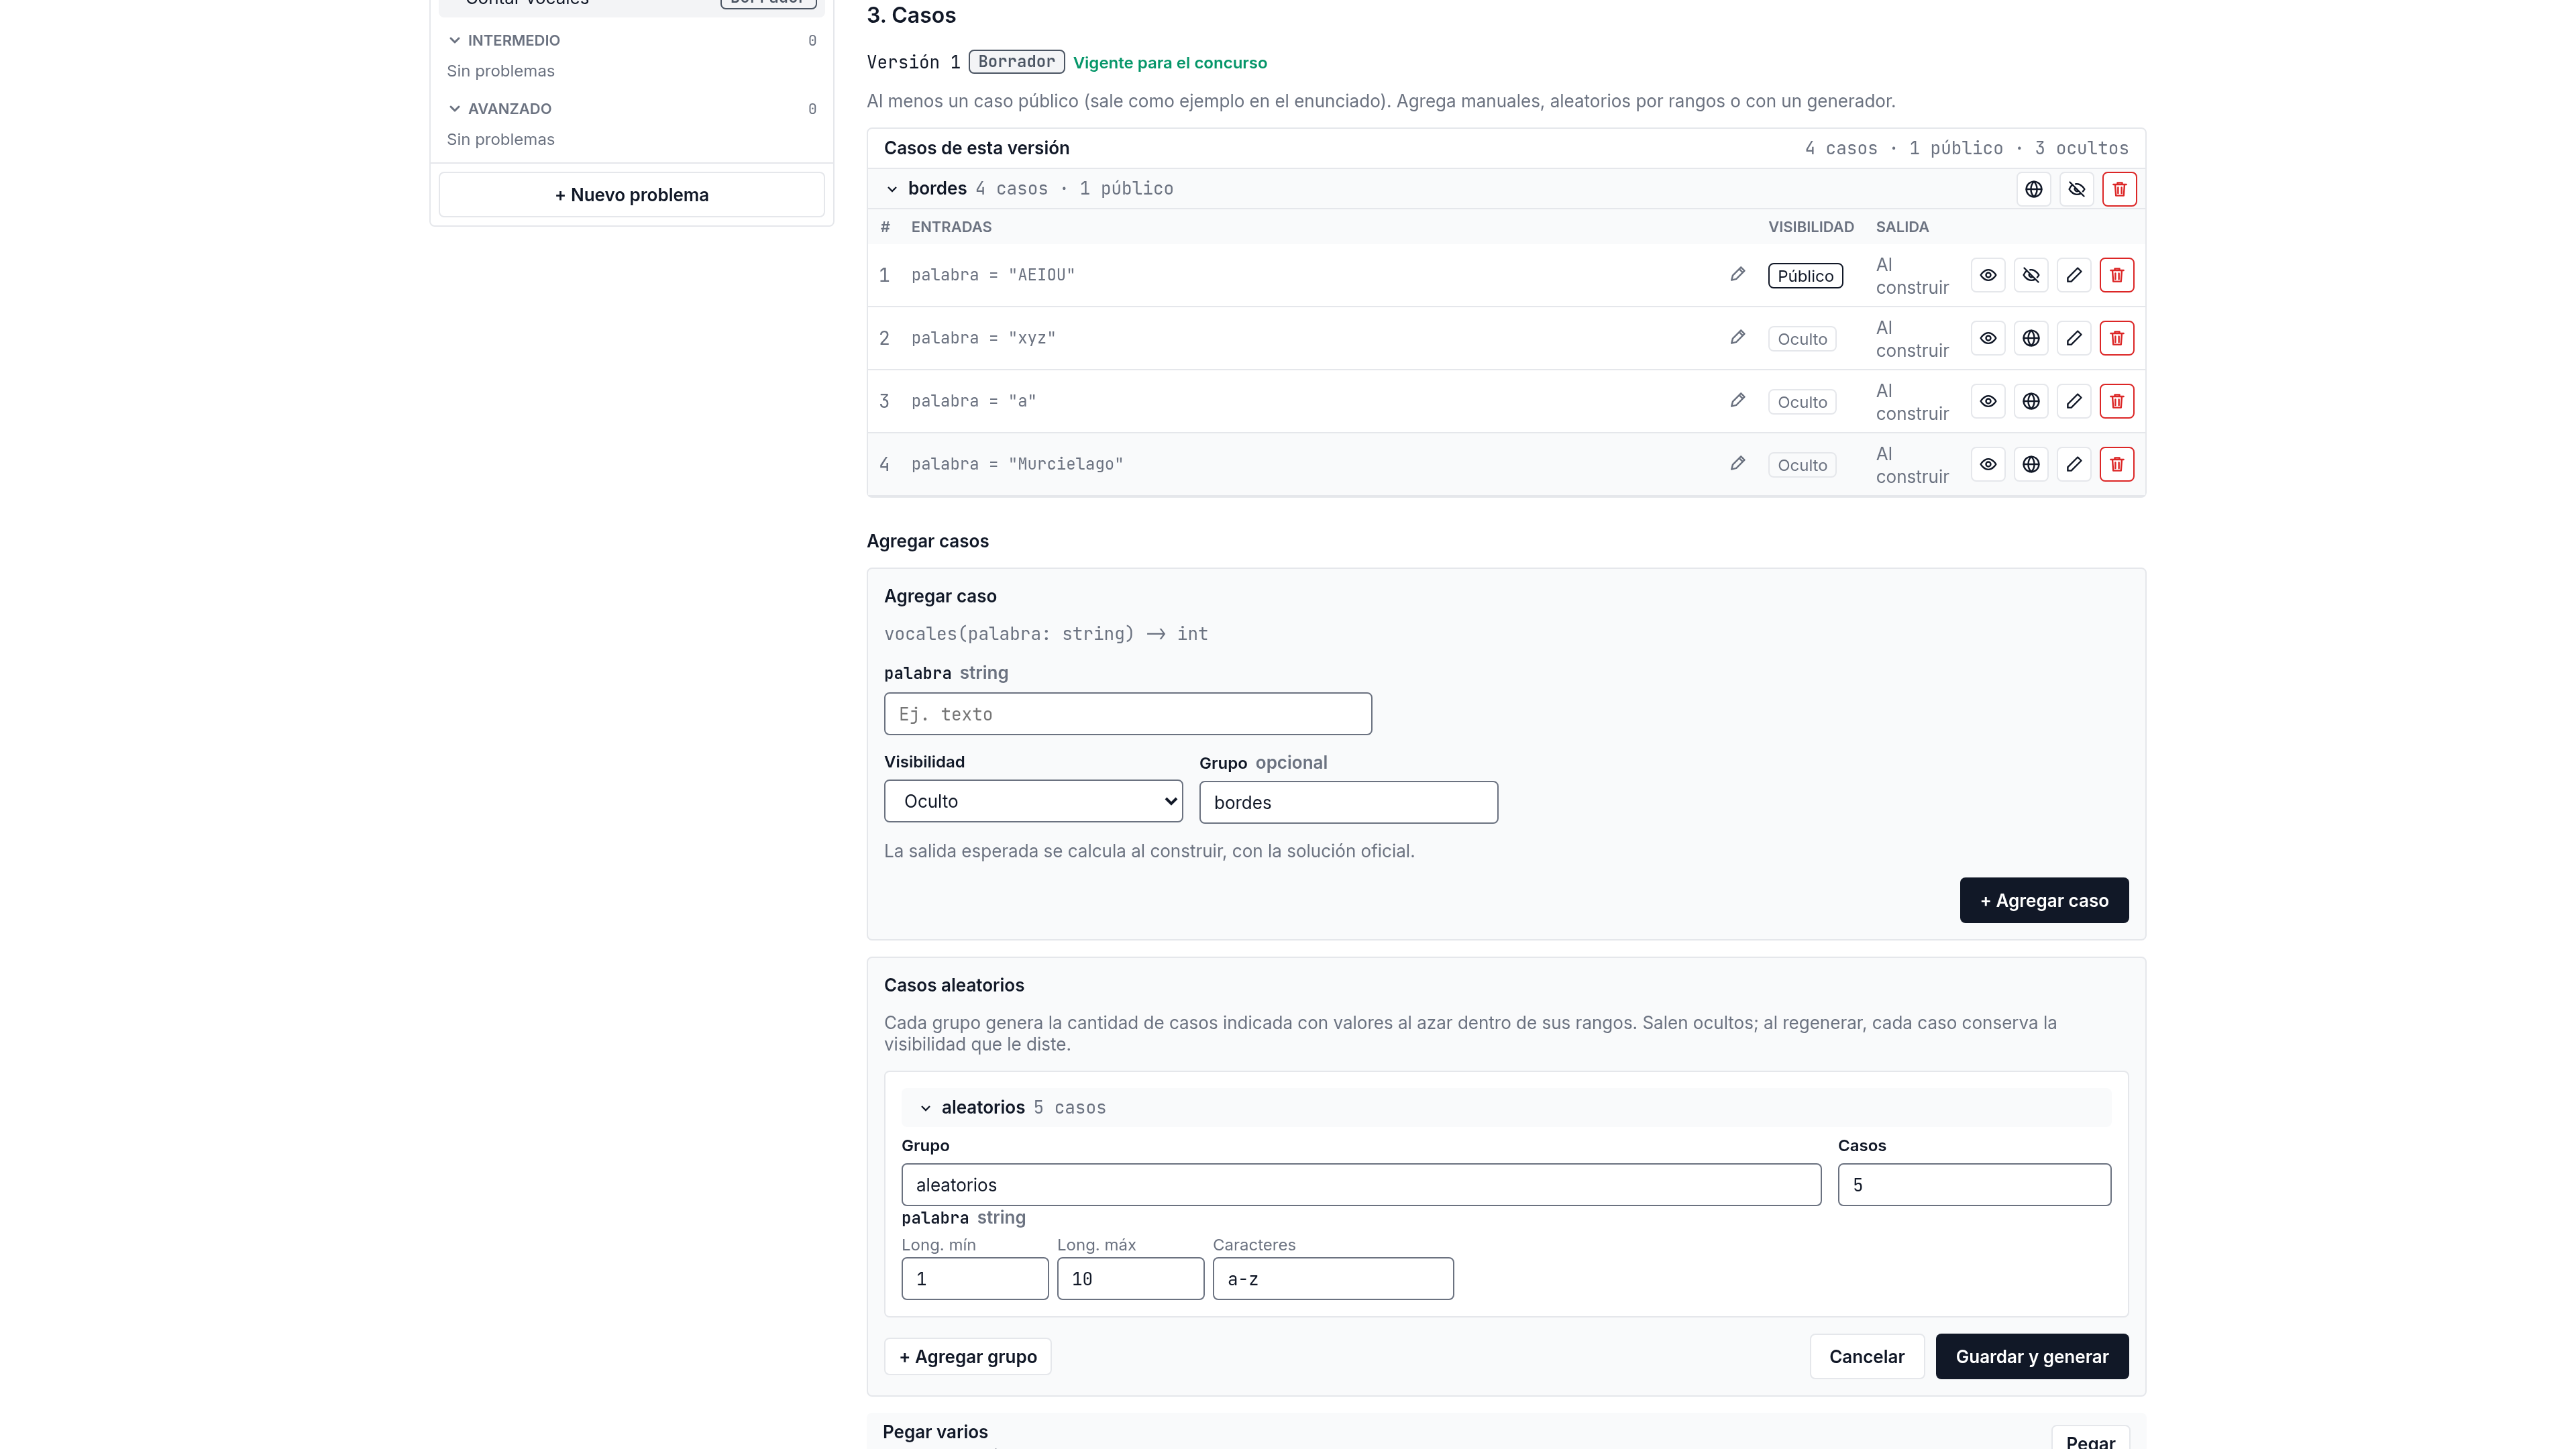 Contar vocales Borrador
INTERMEDIO 0
Sin problemas
AVANZADO 0
Sin problemas
+ Nuevo problema
3. Casos
Versión 1 Borrador Vigente para el concurso
Al menos un caso público (sale como ejemplo en el enunciado). Agrega manuales, aleatorios por rangos o con un generador.
Casos de esta versión 4 casos · 1 público · 3 ocultos
bordes 4 casos · 1 público
# ENTRADAS VISIBILIDAD SALIDA
1 palabra = "AEIOU" Público Al construir
2 palabra = "xyz" Oculto Al construir
3 palabra = "a" Oculto Al construir
4 palabra = "Murcielago" Oculto Al construir
Agregar casos
Agregar caso
vocales(palabra: string) → int
palabra string
Ej. texto
Visibilidad Grupo opcional
Oculto bordes
La salida esperada se calcula al construir, con la solución oficial.
+ Agregar caso
Casos aleatorios
Cada grupo genera la cantidad de casos indicada con valores al azar dentro de sus rangos. Salen ocultos; al regenerar, cada caso conserva la
visibilidad que le diste.
aleatorios 5 casos
Grupo Casos
aleatorios 5
palabra string
Long. mín Long. máx Caracteres
1 10 a-z
+ Agregar grupo Cancelar Guardar y generar
Pegar varios Pegar